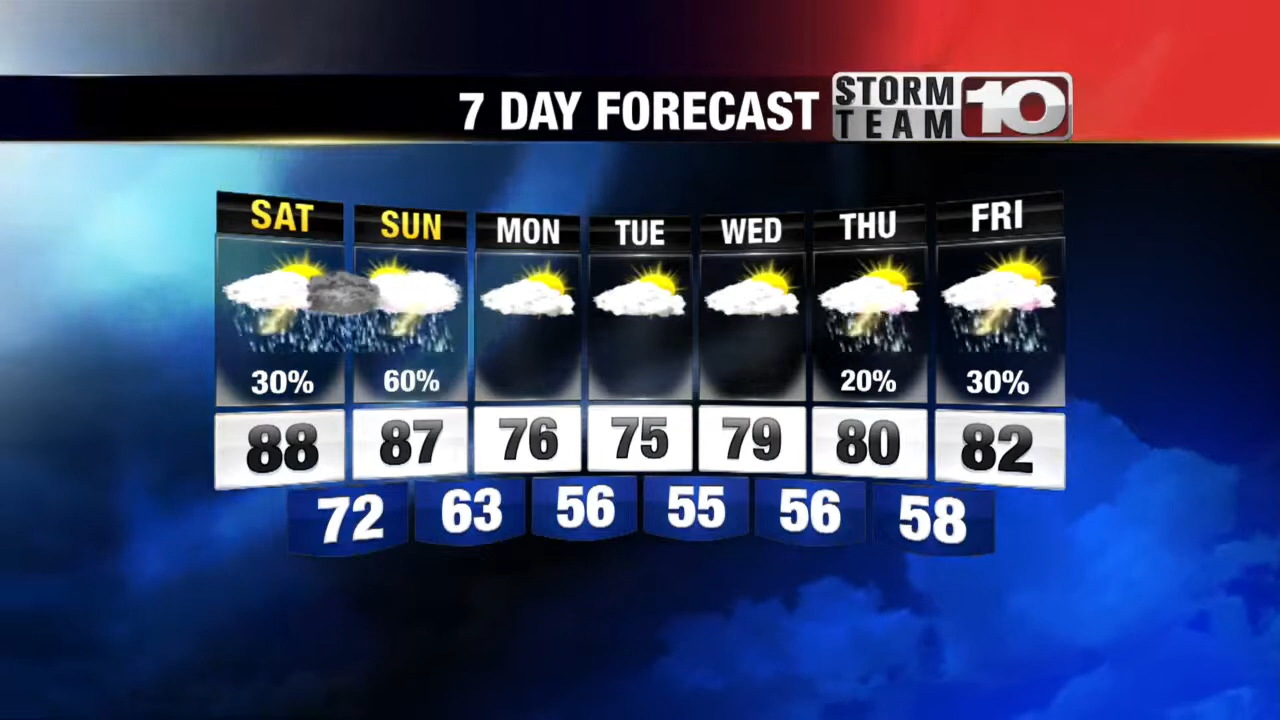 7 DAY FORECAST
STORM TEAM 10
SAT SUN MON TUE WED THU FRI
30% 60% 20% 30%
88 87 76 75 79 80 82
72 63 56 55 56 58